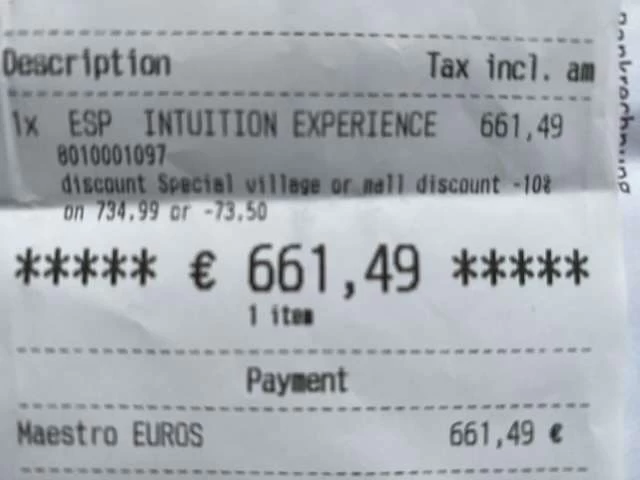 Description Tax incl. am
1x ESP INTUITION EXPERIENCE 661,49
8010001097
discount Special village or mall discount -10%
on 734.99 or -73.50
***** € 661,49 *****
1 item
Payment
Maestro EUROS 661,49 €